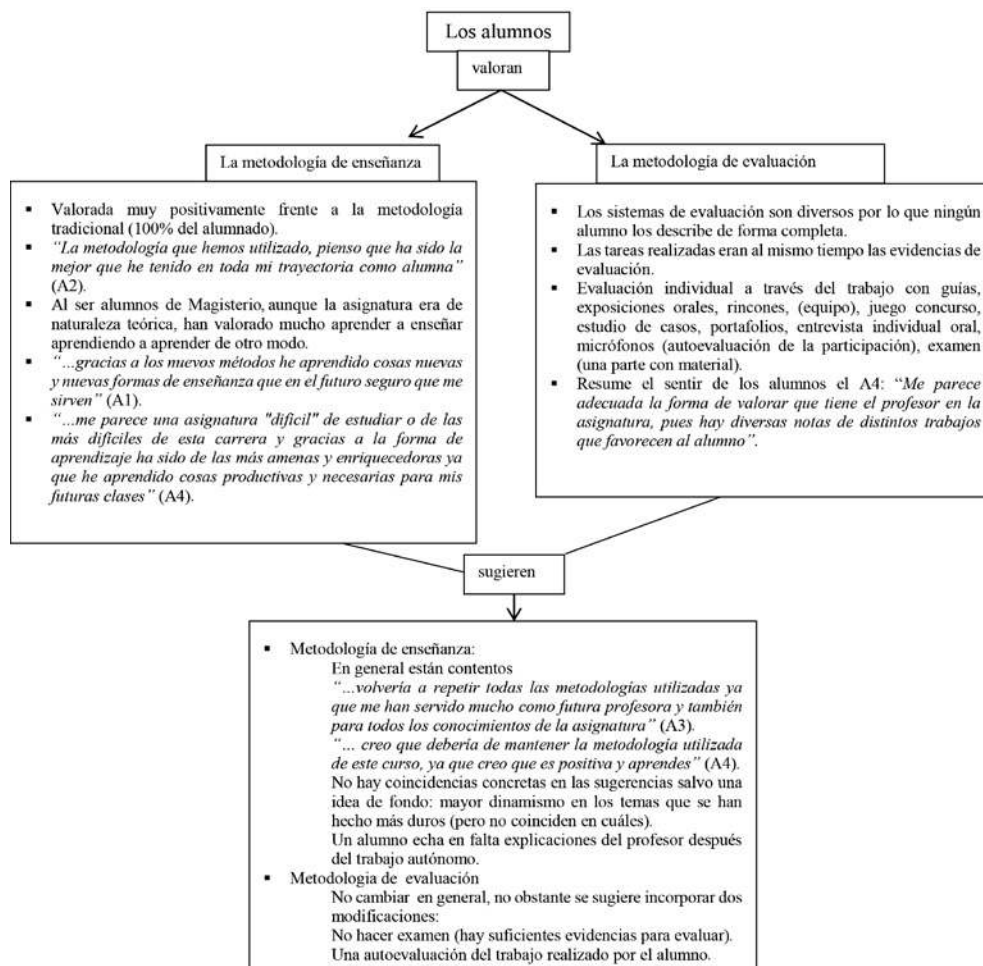 Los alumnos
valoran
La metodología de enseñanza
▪ Valorada muy positivamente frente a la metodología
tradicional (100% del alumnado).
▪ “La metodología que hemos utilizado, pienso que ha sido la
mejor que he tenido en toda mi trayectoria como alumna”
(A2).
▪ Al ser alumnos de Magisterio, aunque la asignatura era de
naturaleza teórica, han valorado mucho aprender a enseñar
aprendiendo a aprender de otro modo.
▪ “…gracias a los nuevos métodos he aprendido cosas nuevas
y nuevas formas de enseñanza que en el futuro seguro que me
sirven” (A1).
▪ “…me parece una asignatura "difícil" de estudiar o de las
más difíciles de esta carrera y gracias a la forma de
aprendizaje ha sido de las más amenas y enriquecedoras ya
que he aprendido cosas productivas y necesarias para mis
futuras clases” (A4).
La metodología de evaluación
▪ Los sistemas de evaluación son diversos por lo que ningún
alumno los describe de forma completa.
▪ Las tareas realizadas eran al mismo tiempo las evidencias de
evaluación.
▪ Evaluación individual a través del trabajo con guías,
exposiciones orales, rincones, (equipo), juego concurso,
estudio de casos, portafolios, entrevista individual oral,
micrófonos (autoevaluación de la participación), examen
(una parte con material).
▪ Resume el sentir de los alumnos el A4: “Me parece
adecuada la forma de valorar que tiene el profesor en la
asignatura, pues hay diversas notas de distintos trabajos
que favorecen al alumno”.
sugieren
▪ Metodología de enseñanza:
En general están contentos
“…volvería a repetir todas las metodologías utilizadas ya
que me han servido mucho como futura profesora y también
para todos los conocimientos de la asignatura” (A3).
“… creo que debería de mantener la metodología utilizada
de este curso, ya que creo que es positiva y aprendes” (A4).
No hay coincidencias concretas en las sugerencias salvo una
idea de fondo: mayor dinamismo en los temas que se han
hecho más duros (pero no coinciden en cuáles).
Un alumno echa en falta explicaciones del profesor después
del trabajo autónomo.
▪ Metodologia de evaluación
No cambiar en general, no obstante se sugiere incorporar dos
modificaciones:
No hacer examen (hay suficientes evidencias para evaluar).
Una autoevaluación del trabajo realizado por el alumno.